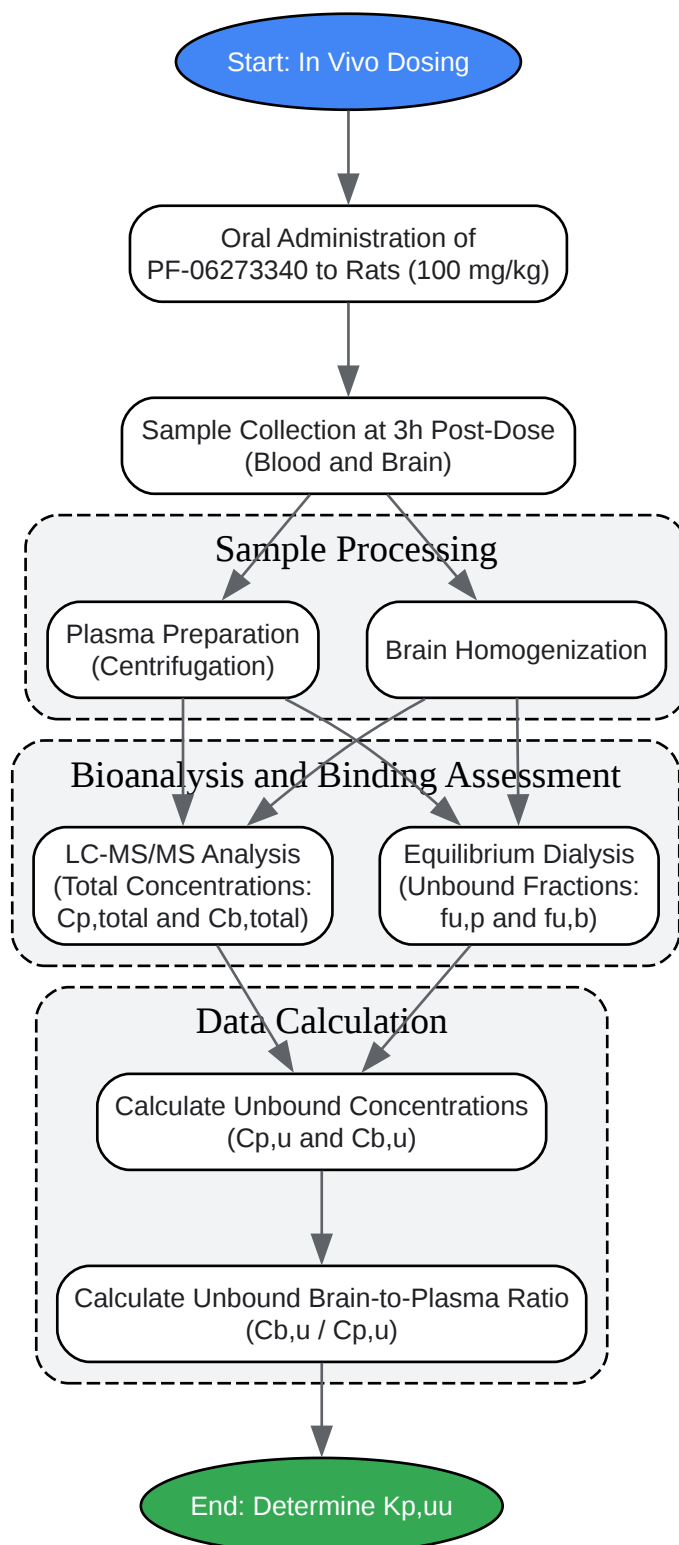 Start: In Vivo Dosing
Oral Administration of
PF-06273340 to Rats (100 mg/kg)
Sample Collection at 3h Post-Dose
(Blood and Brain)
Sample Processing
Plasma Preparation
(Centrifugation)
Brain Homogenization
Bioanalysis and Binding Assessment
LC-MS/MS Analysis
(Total Concentrations:
Cp,total and Cb,total)
Equilibrium Dialysis
(Unbound Fractions:
fu,p and fu,b)
Data Calculation
Calculate Unbound Concentrations
(Cp,u and Cb,u)
Calculate Unbound Brain-to-Plasma Ratio
(Cb,u / Cp,u)
End: Determine Kp,uu